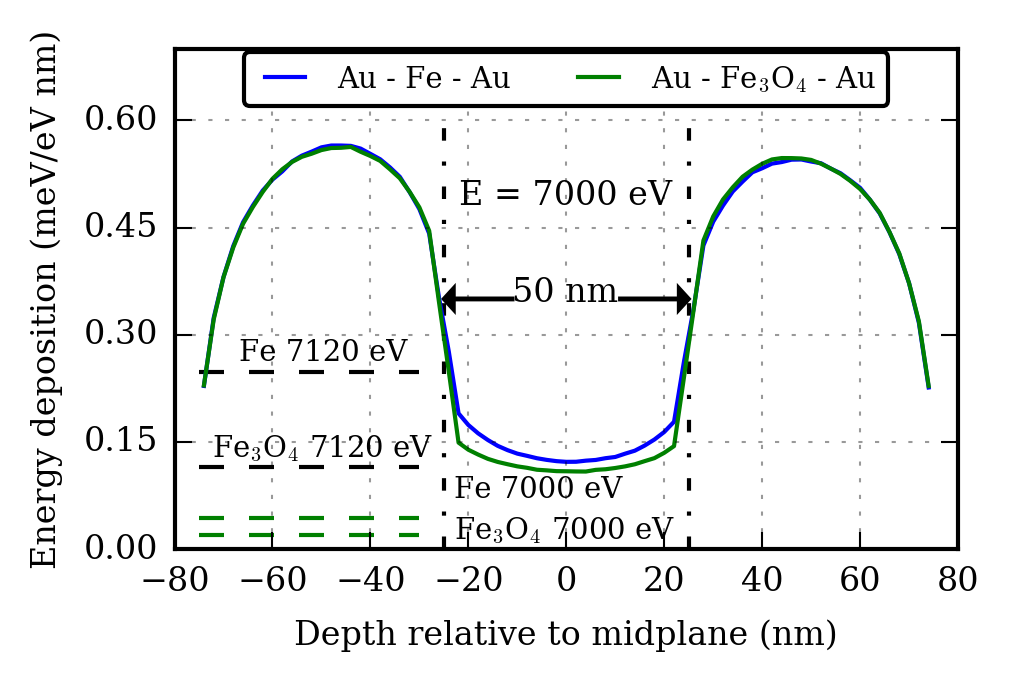 Au - Fe - Au
Au - Fe₃O₄ - Au
Energy deposition (meV/eV nm)
0.60
0.45
0.30
0.15
0.00
E = 7000 eV
50 nm
Fe 7120 eV
Fe₃O₄ 7120 eV
Fe 7000 eV
Fe₃O₄ 7000 eV
−80 −60 −40 −20 0 20 40 60 80
Depth relative to midplane (nm)